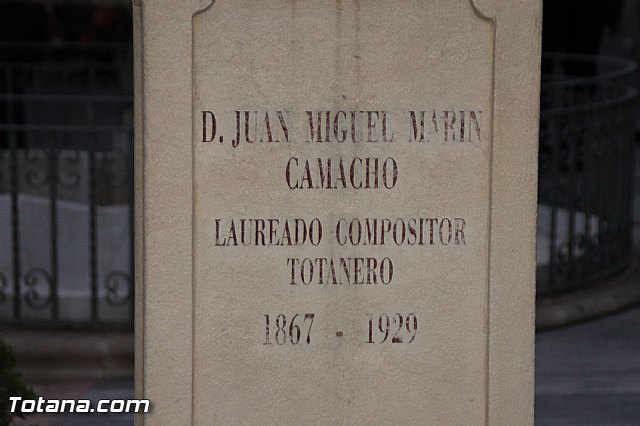 D. JUAN MIGUEL MARIN
CAMACHO
LAUREADO COMPOSITOR
TOTANERO
1867 - 1929
Totana.com